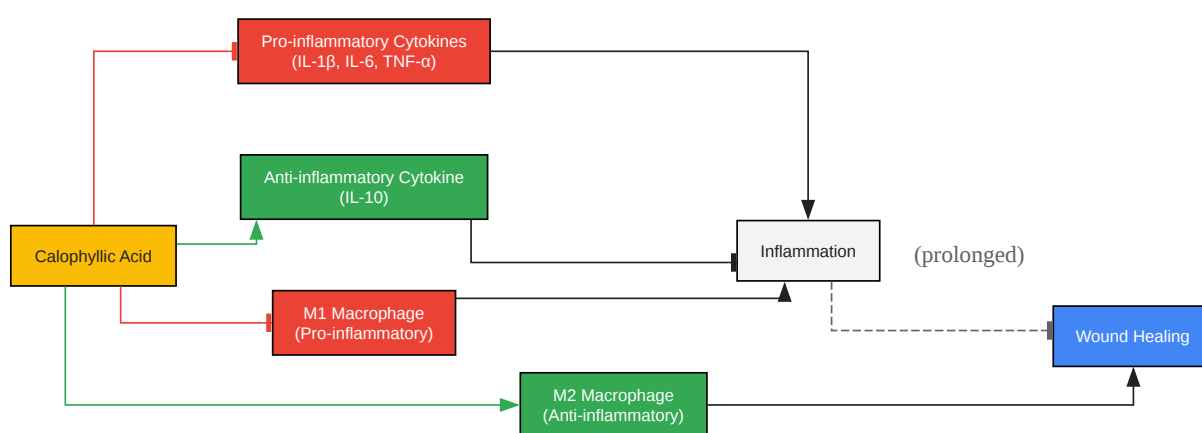 Pro-inflammatory Cytokines
(IL-1β, IL-6, TNF-α)
Anti-inflammatory Cytokine
(IL-10)
Calophyllic Acid
Inflammation
(prolonged)
M1 Macrophage
(Pro-inflammatory)
Wound Healing
M2 Macrophage
(Anti-inflammatory)